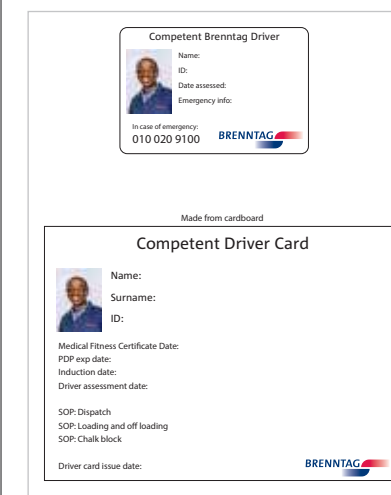 Competent Brenntag Driver
Name:
ID:
Date assessed:
Emergency info:
In case of emergency:
010 020 9100
BRENNTAG
Made from cardboard
Competent Driver Card
Name:
Surname:
ID:
Medical Fitness Certificate Date:
PDP exp date:
Induction date:
Driver assessment date:
SOP: Dispatch
SOP: Loading and off loading
SOP: Chalk block
Driver card issue date:
BRENNTAG